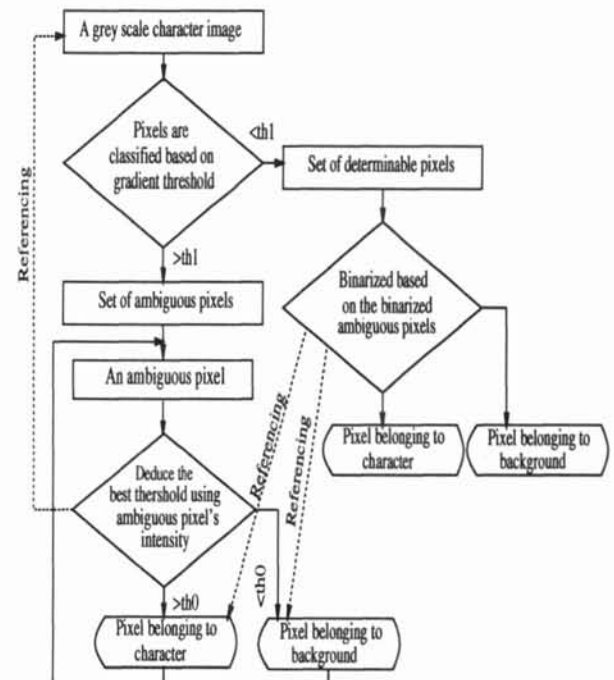 A grey scale character image
Pixels are
classified based on
gradient threshold
<th1
Set of determinable pixels
Referencing
>th1
Set of ambiguous pixels
Binarized based
on the binarized
ambiguous pixels
An ambiguous pixel
Referencing
Referencing
Pixel belonging to
character
Pixel belonging to
background
Deduce the
best thershold using
ambiguous pixel's
intensity
>th0
<th0
Pixel belonging to
character
Pixel belonging to
background